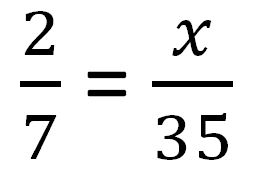 2/7 = x/35